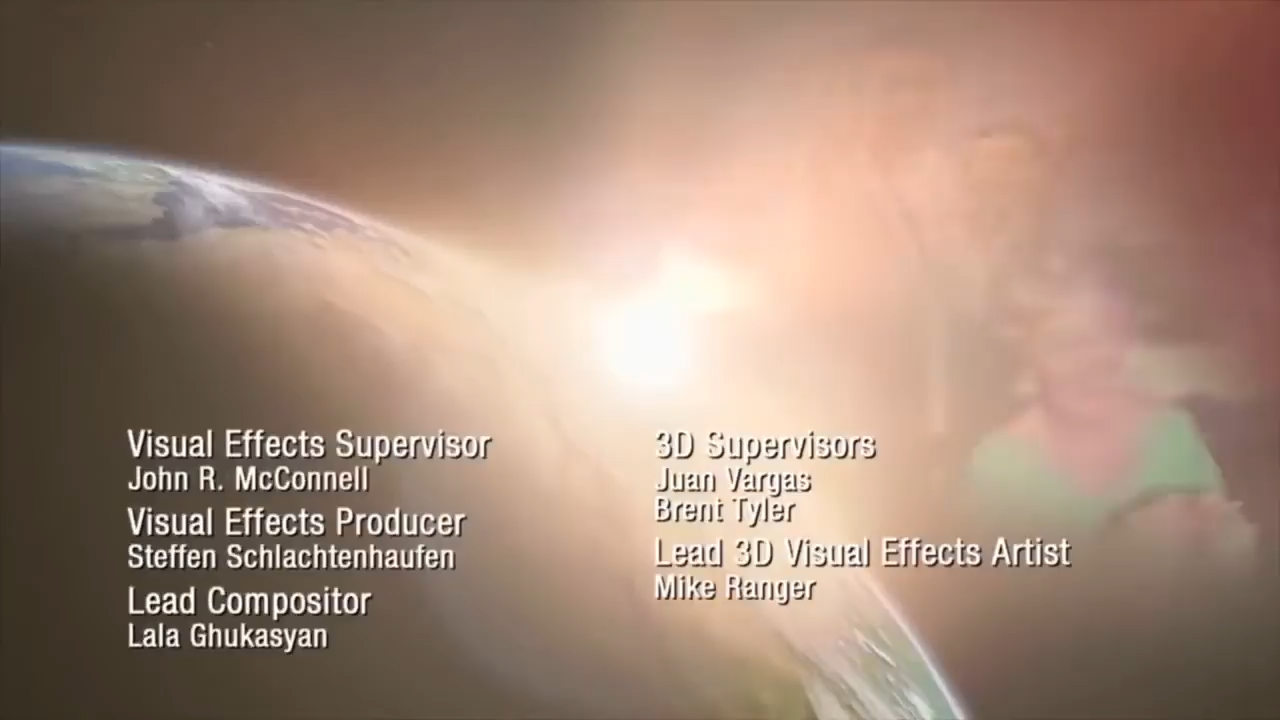 Visual Effects Supervisor
John R. McConnell
Visual Effects Producer
Steffen Schlachtenhaufen
Lead Compositor
Lala Ghukasyan
3D Supervisors
Juan Vargas
Brent Tyler
Lead 3D Visual Effects Artist
Mike Ranger